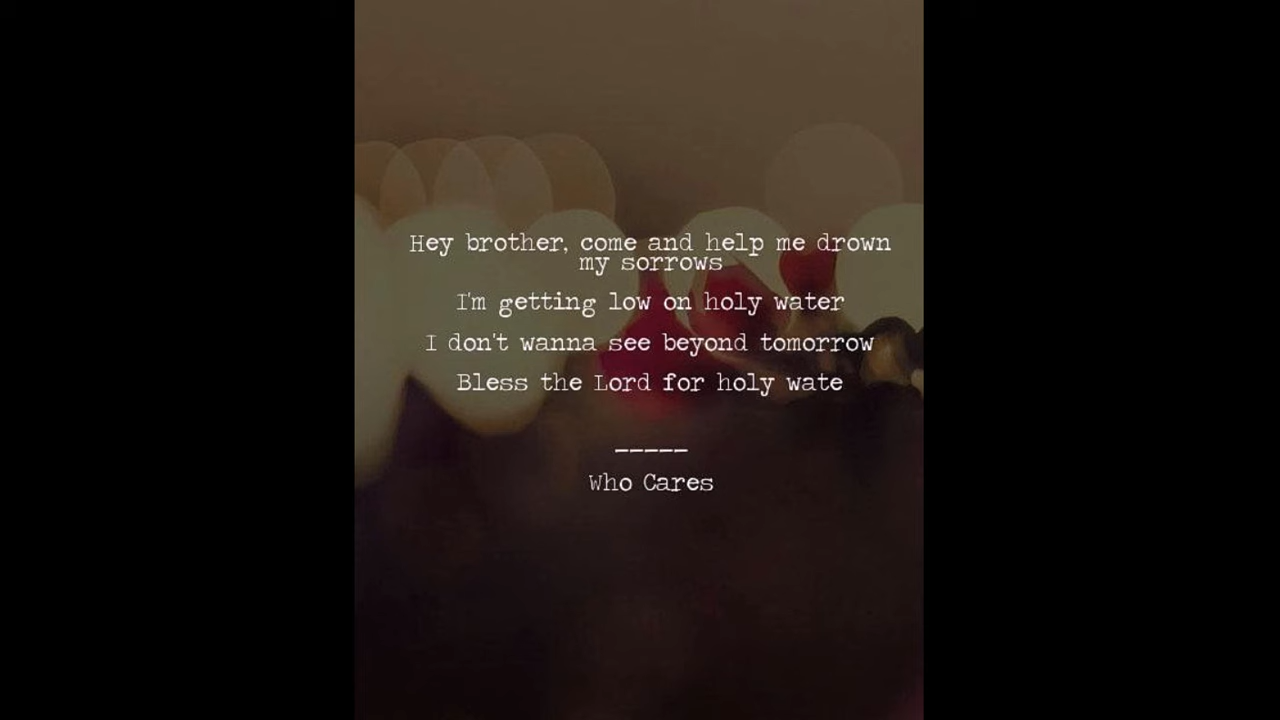 Hey brother, come and help me drown
my sorrows
I'm getting low on holy water
I don't wanna see beyond tomorrow
Bless the Lord for holy wate
-----
Who Cares